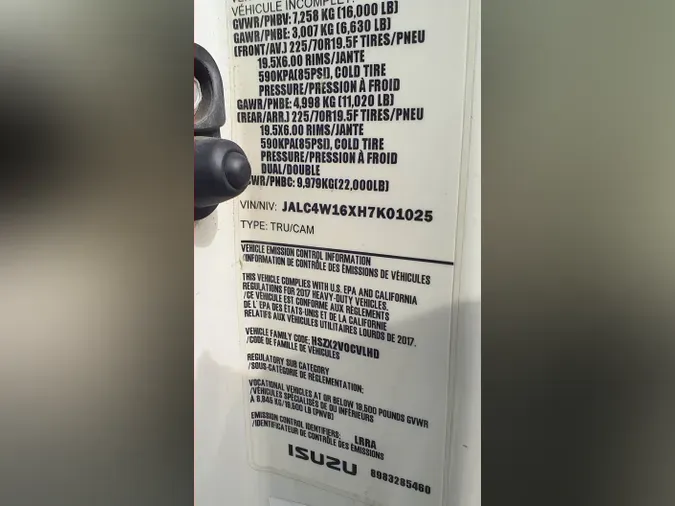 VÉHICULE INCOMPLET
GVWR/PNBV: 7,258 KG (16,000 LB)
GAWR/PNBE: 3,007 KG (6,630 LB)
(FRONT/AV.) 225/70R19.5F TIRES/PNEU
19.5X6.00 RIMS/JANTE
590KPA(85PSI), COLD TIRE
PRESSURE/PRESSION À FROID
GAWR/PNBE: 4,998 KG (11,020 LB)
(REAR/ARR.) 225/70R19.5F TIRES/PNEU
19.5X6.00 RIMS/JANTE
590KPA(85PSI), COLD TIRE
PRESSURE/PRESSION À FROID
DUAL/DOUBLE
WR/PNBC: 9,979KG(22,000LB)
VIN/NIV: JALC4W16XH7K01025
TYPE: TRU/CAM
VEHICLE EMISSION CONTROL INFORMATION
/INFORMATION DE CONTRÔLE DES ÉMISSIONS DE VÉHICULES
THIS VEHICLE COMPLIES WITH U.S. EPA AND CALIFORNIA
REGULATIONS FOR 2017 HEAVY-DUTY VEHICLES.
/CE VÉHICULE EST CONFORME AUX RÈGLEMENTS
DE L' EPA DES ÉTATS-UNIS ET DE LA CALIFORNIE
RELATIFS AUX VÉHICULES UTILITAIRES LOURDS DE 2017.
VEHICLE FAMILY CODE: HSZX2VOCVLHD
/CODE DE FAMILLE DE VÉHICULES
REGULATORY SUB CATEGORY
/SOUS-CATÉGORIE DE RÉGLEMENTATION:
VOCATIONAL VEHICLES AT OR BELOW 19,500 POUNDS GVWR
/VÉHICULES SPÉCIALISÉS DE OU INFÉRIEURS
À 8,845 KG/19,500 LB (PNVB)
EMISSION CONTROL IDENTIFIERS: LRRA
/IDENTIFICATEUR DE CONTRÔLE DES ÉMISSIONS
ISUZU 8983285460